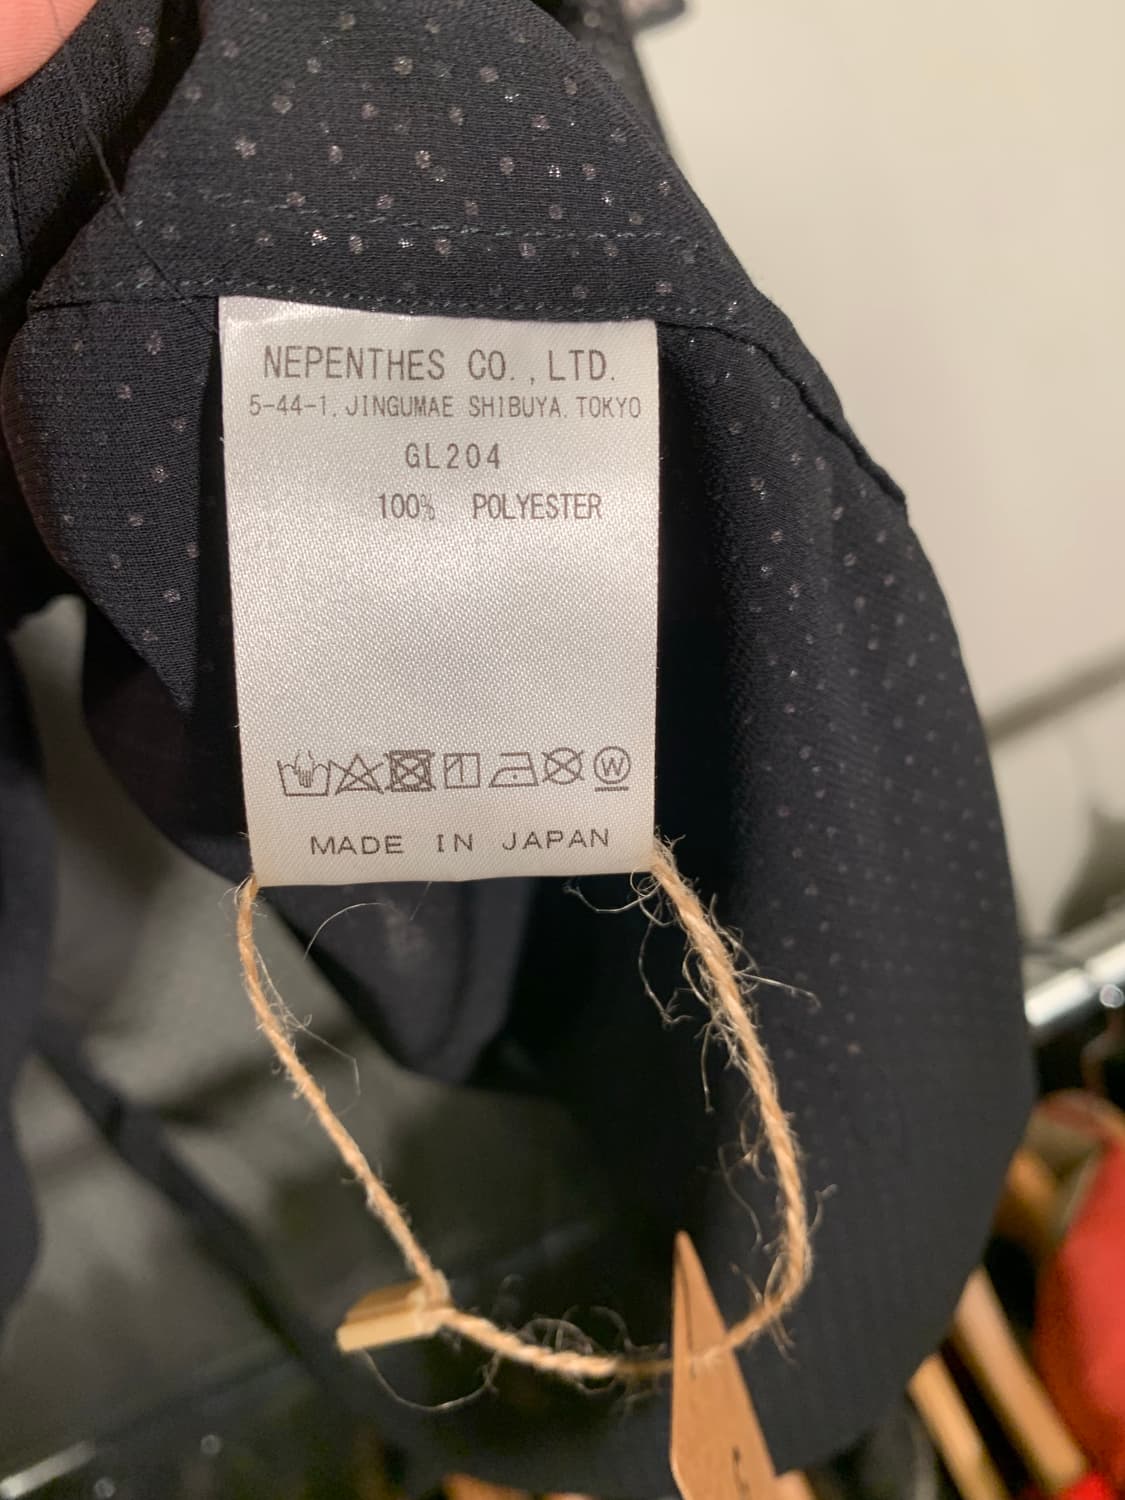 NEPENTHES CO.,LTD.
5-44-1, JINGUMAE SHIBUYA. TOKYO
GL204
100% POLYESTER
W
MADE IN JAPAN